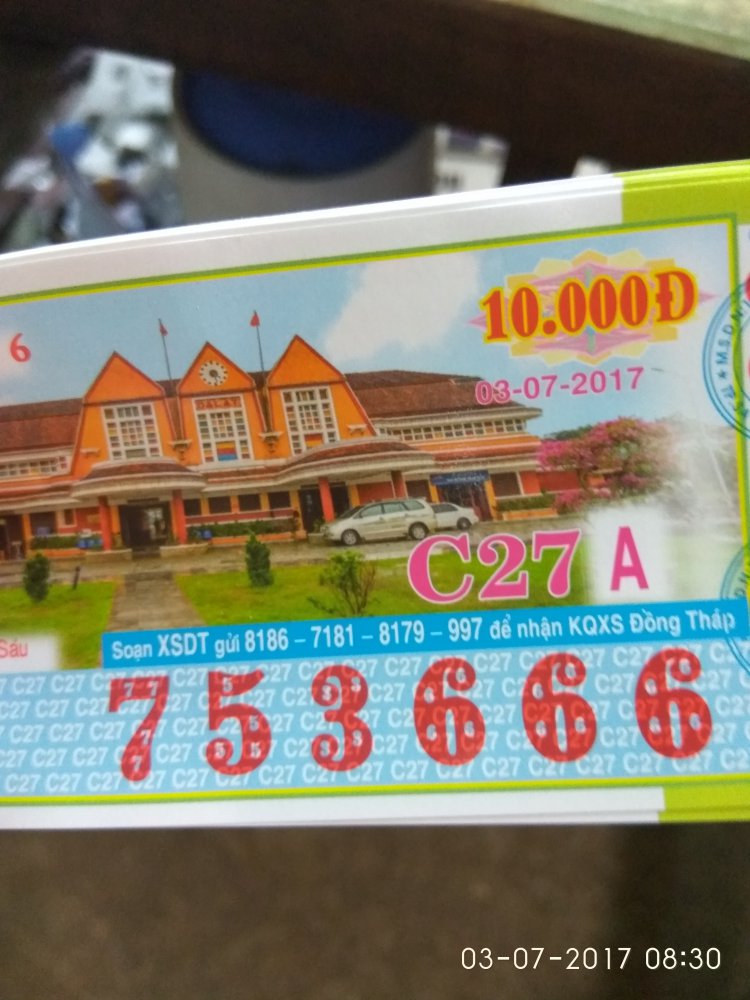 6
10.000Đ
03-07-2017
DALAT
C27 A
Sáu
Soạn XSDT gửi 8186 – 7181 – 8179 – 997 để nhận KQXS Đồng Tháp
753666
03-07-2017 08:30